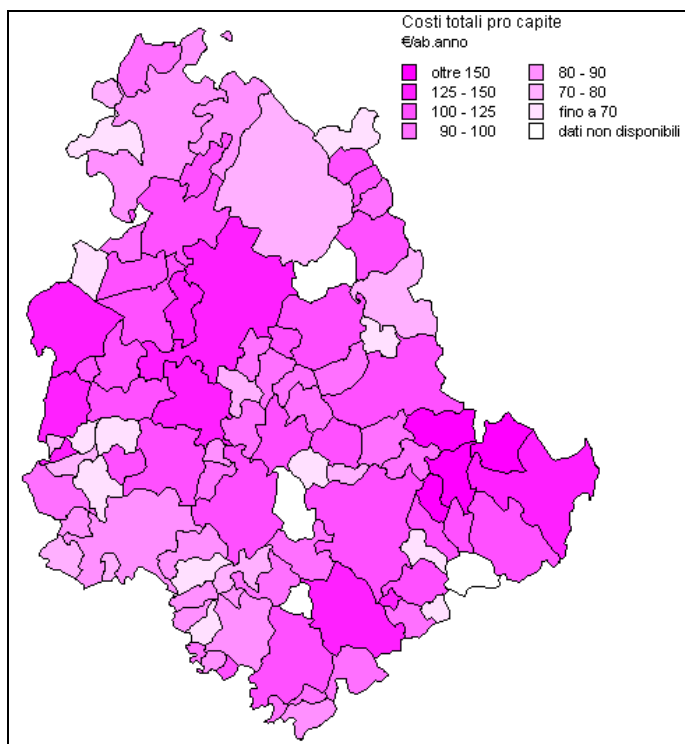 Costi totali pro capite
€/ab.anno
oltre 150
125 - 150
100 - 125
90 - 100
80 - 90
70 - 80
fino a 70
dati non disponibili